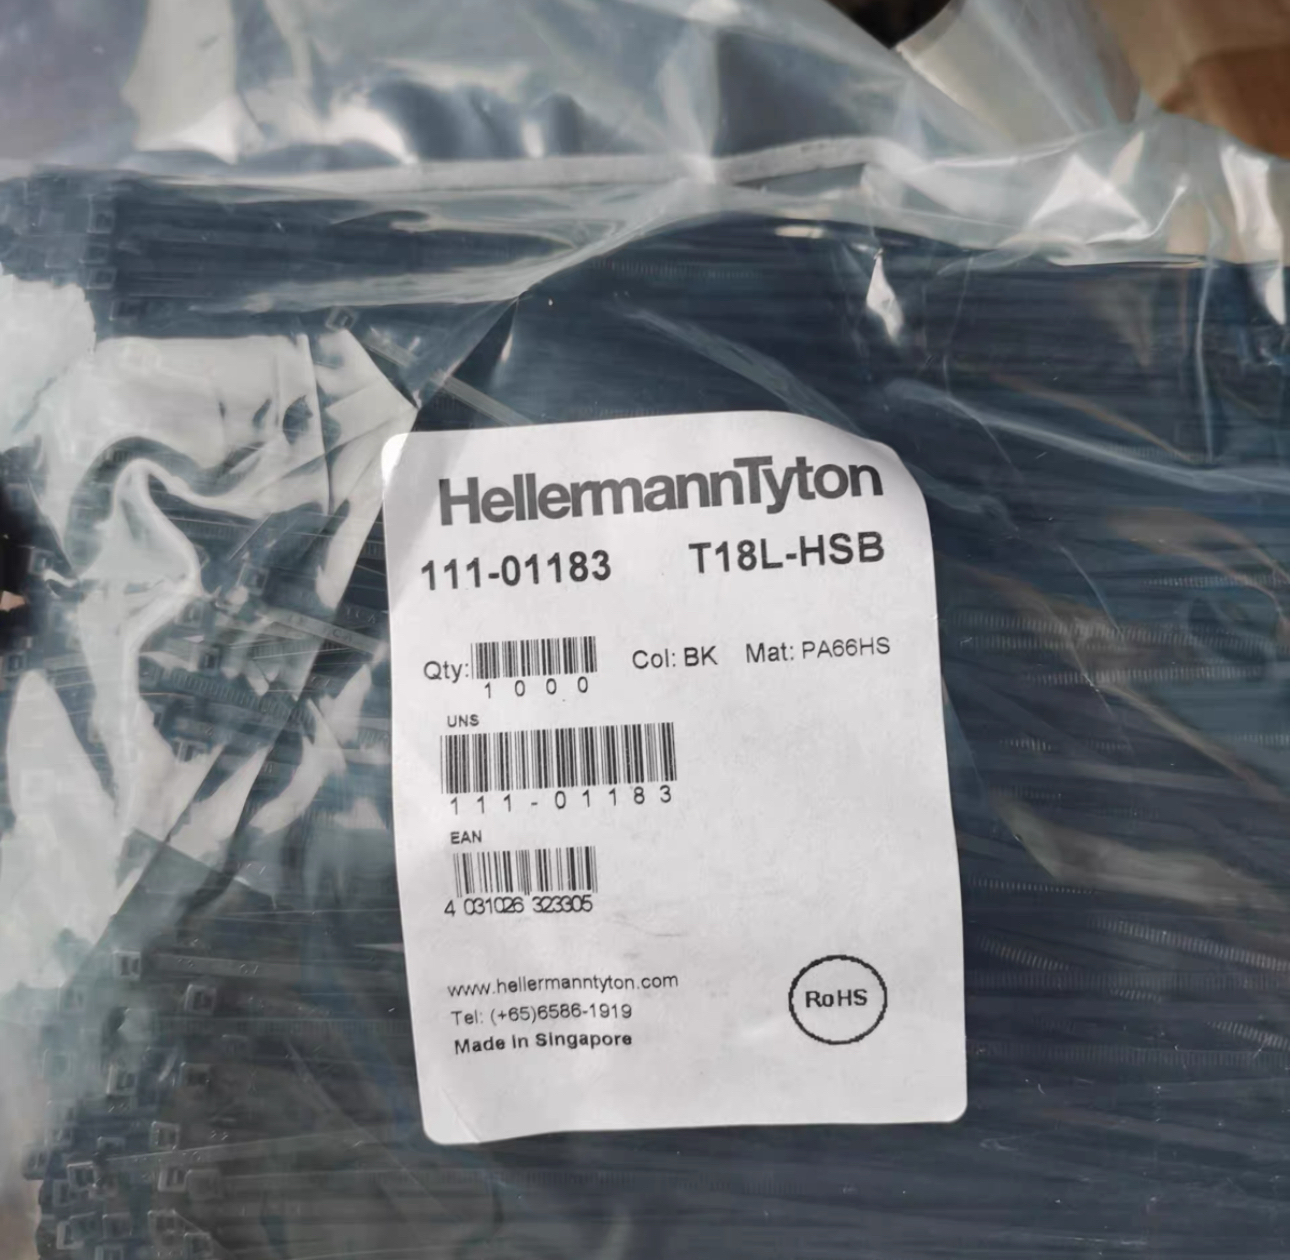 HellermannTyton
111-01183 T18L-HSB
Qty: Col: BK Mat: PA66HS
1 0 0 0
UNS
1 1 1 - 0 1 1 8 3
EAN
4 031026 323305
www.hellermanntyton.com
Tel: (+65)6586-1919
Made in Singapore
RoHS